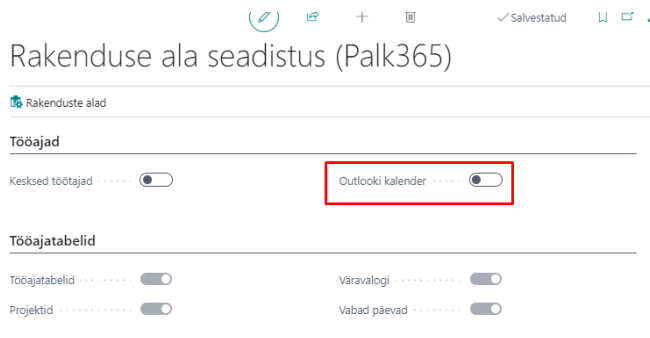 Salvestatud
Rakenduse ala seadistus (Palk365)
Rakenduste alad
Tööajad
Kesksed töötajad
Outlooki kalender
Tööajatabelid
Tööajatabelid
Väravalogi
Projektid
Vabad päevad